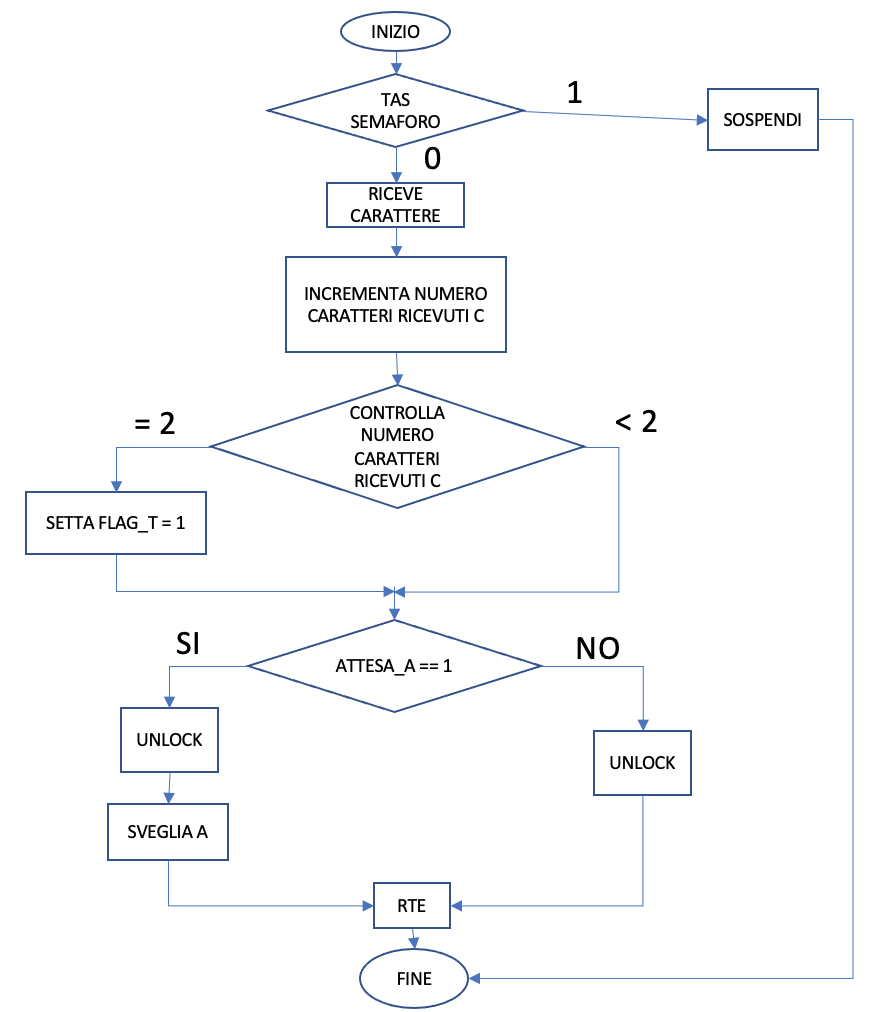 INIZIO
TAS
SEMAFORO
1
SOSPENDI
0
RICEVE
CARATTERE
INCREMENTA NUMERO
CARATTERI RICEVUTI C
CONTROLLA
NUMERO
CARATTERI
RICEVUTI C
= 2
< 2
SETTA FLAG_T = 1
ATTESA_A == 1
SI
NO
UNLOCK
UNLOCK
SVEGLIA A
RTE
FINE